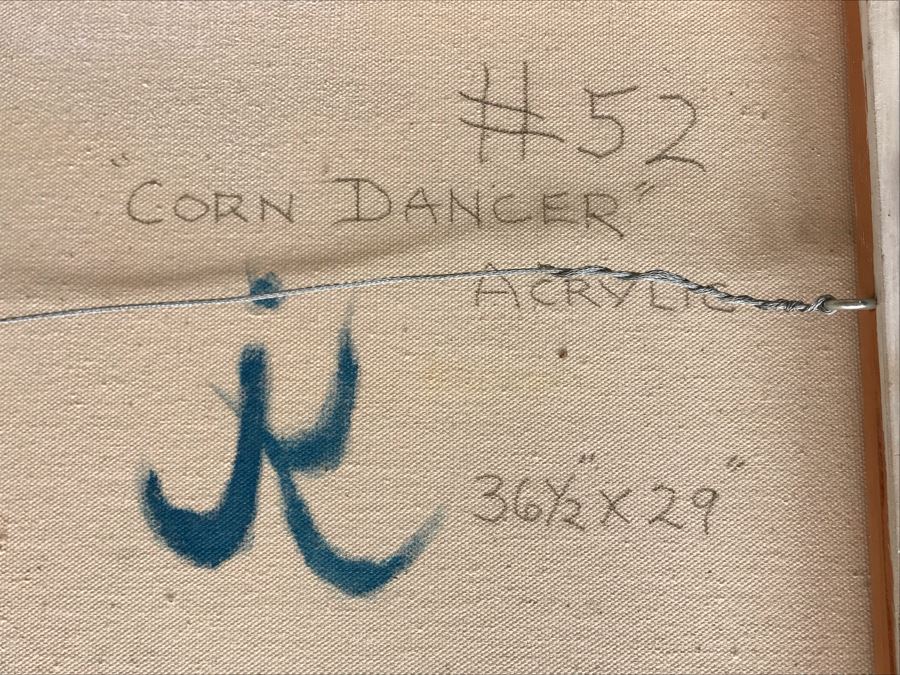 #52
"CORN DANCER"
ACRYLIC
36½" X 29"